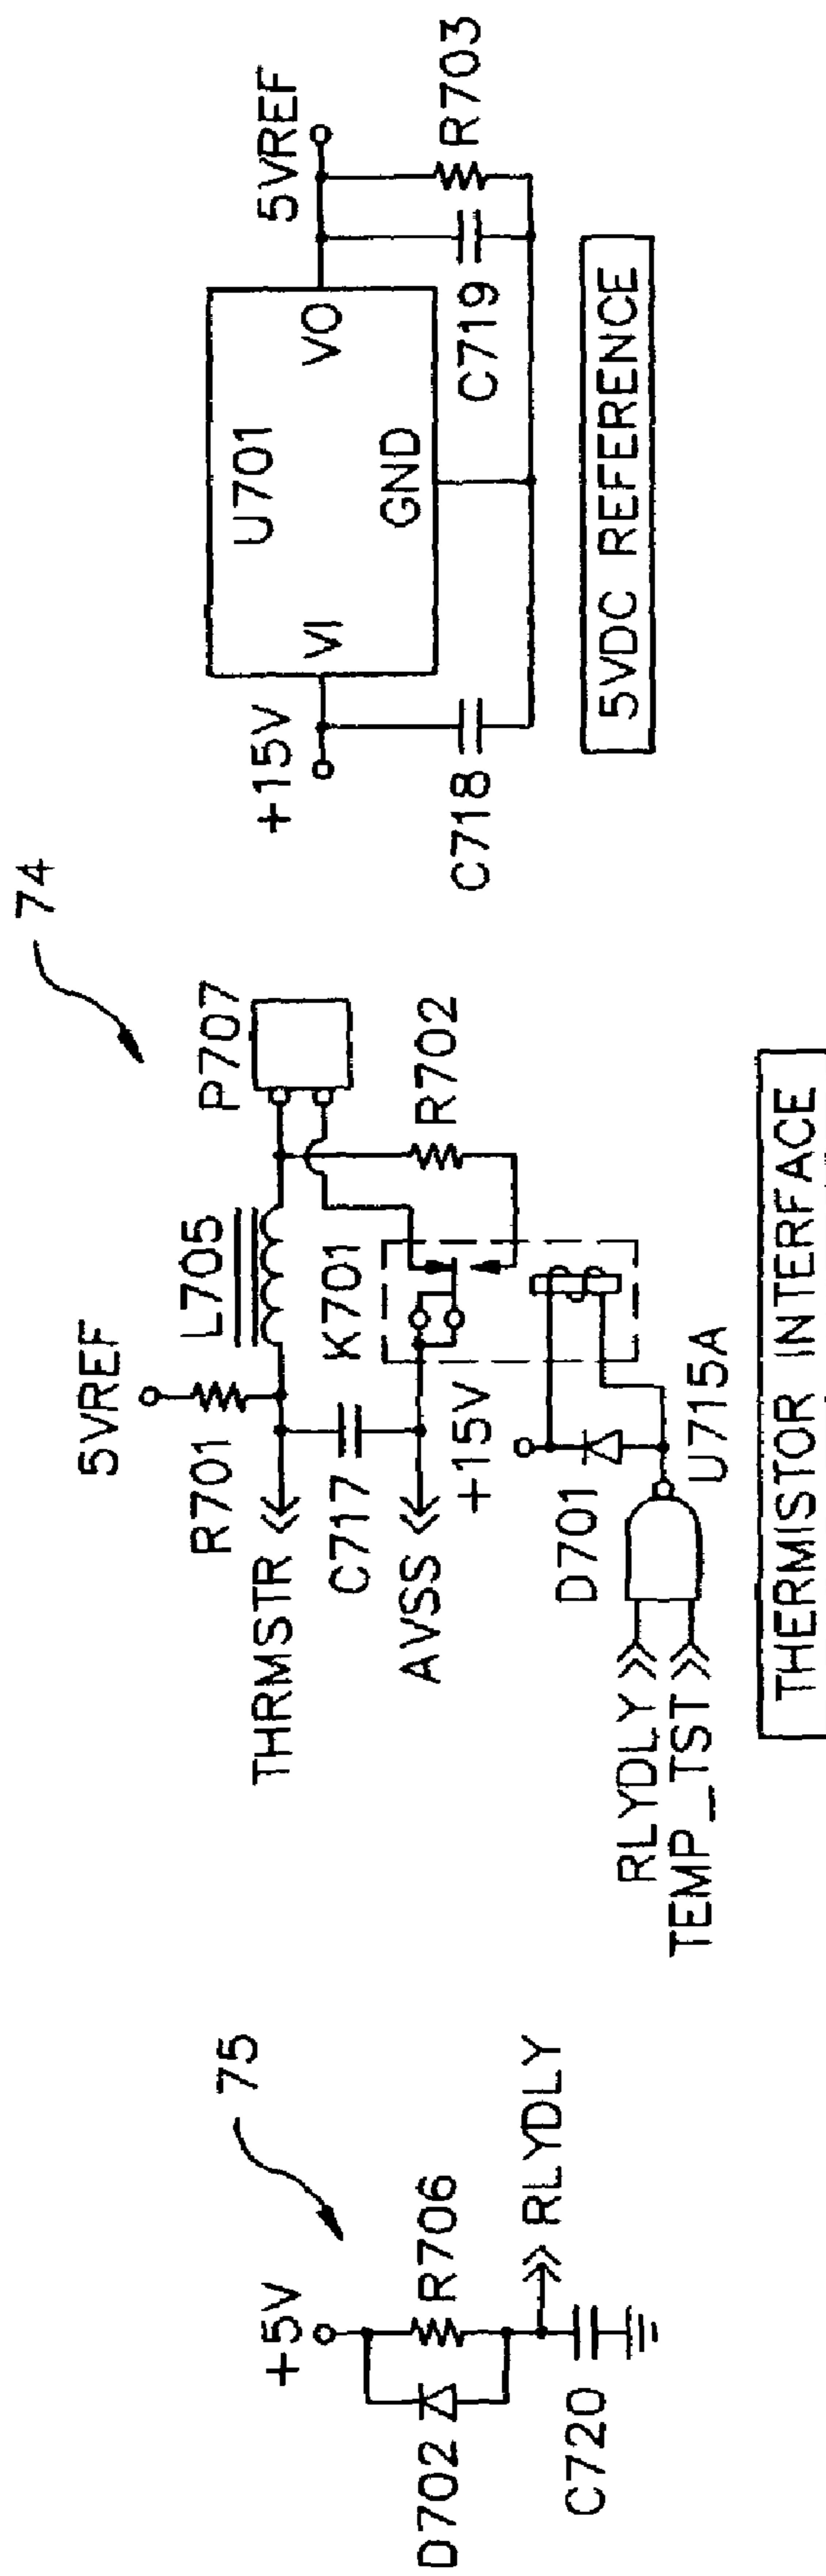 75
+5V
D702
R706
RLYDLY
C720
74
5VREF
R701
L705
P707
THRMSTR
C717
K701
R702
AVSS
+15V
D701
U715A
RLYDLY
TEMP_TST
THERMISTOR INTERFACE
+15V
5VREF
U701
VI
VO
GND
C718
C719
R703
5VDC REFERENCE